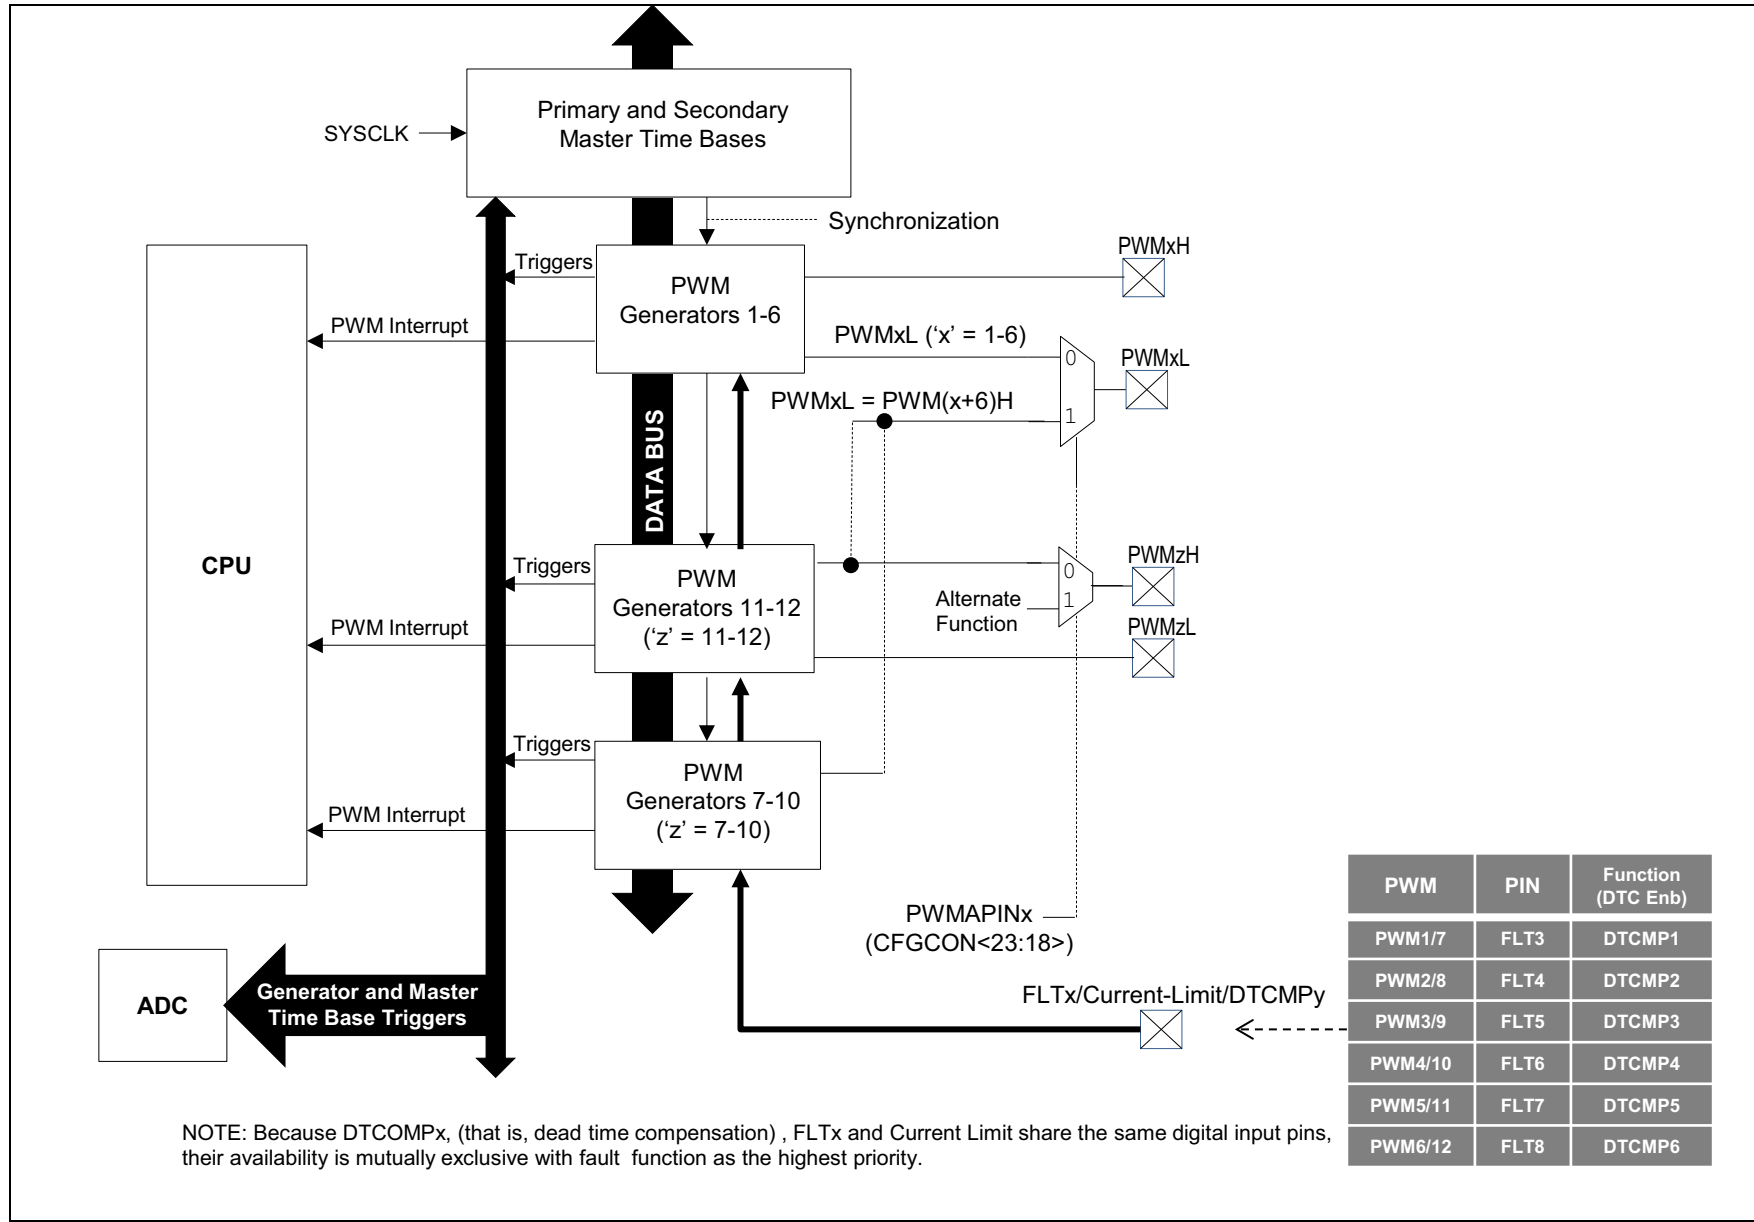 Primary and Secondary
Master Time Bases
SYSCLK
Synchronization
PWMxH
Triggers
PWM
Generators 1-6
PWM Interrupt
PWMxL (‘x’ = 1-6)
0
1
PWMxL
PWMxL = PWM(x+6)H
DATA BUS
CPU
Triggers
PWM
Generators 11-12
(‘z’ = 11-12)
PWM Interrupt
0
1
Alternate
Function
PWMzH
PWMzL
Triggers
PWM
Generators 7-10
(‘z’ = 7-10)
PWM Interrupt
PWMAPINx
(CFGCON<23:18>)
ADC
Generator and Master
Time Base Triggers
FLTx/Current-Limit/DTCMPy
PWM PIN Function
(DTC Enb)
PWM1/7 FLT3 DTCMP1
PWM2/8 FLT4 DTCMP2
PWM3/9 FLT5 DTCMP3
PWM4/10 FLT6 DTCMP4
PWM5/11 FLT7 DTCMP5
PWM6/12 FLT8 DTCMP6
NOTE: Because DTCOMPx, (that is, dead time compensation) , FLTx and Current Limit share the same digital input pins,
their availability is mutually exclusive with fault function as the highest priority.